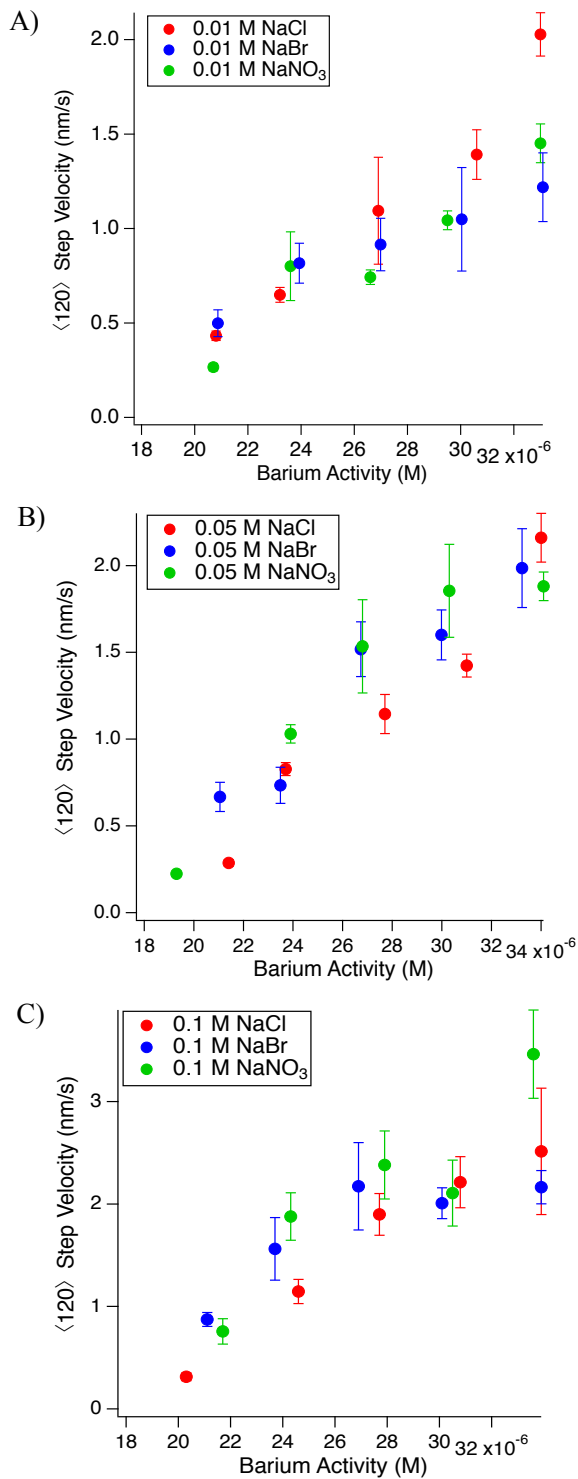 A)
0.01 M NaCl
0.01 M NaBr
0.01 M NaNO₃
⟨120⟩ Step Velocity (nm/s)
2.0
1.5
1.0
0.5
0.0
18 20 22 24 26 28 30 32 x10⁻⁶
Barium Activity (M)
B)
0.05 M NaCl
0.05 M NaBr
0.05 M NaNO₃
⟨120⟩ Step Velocity (nm/s)
2.0
1.5
1.0
0.5
0.0
18 20 22 24 26 28 30 32 34 x10⁻⁶
Barium Activity (M)
C)
0.1 M NaCl
0.1 M NaBr
0.1 M NaNO₃
⟨120⟩ Step Velocity (nm/s)
3
2
1
0
18 20 22 24 26 28 30 32 x10⁻⁶
Barium Activity (M)